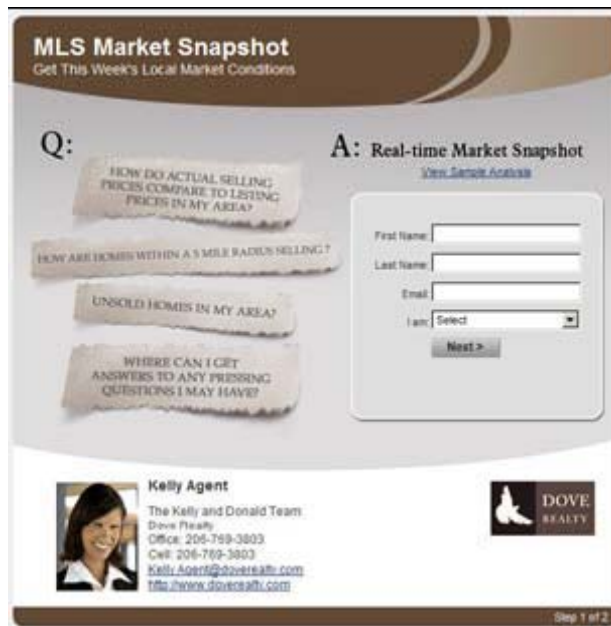 MLS Market Snapshot
Get This Week's Local Market Conditions
Q:
HOW DO ACTUAL SELLING
PRICES COMPARE TO LISTING
PRICES IN MY AREA?
HOW ARE HOMES WITHIN A 5 MILE RADIUS SELLING ?
UNSOLD HOMES IN MY AREA?
WHERE CAN I GET
ANSWERS TO ANY PRESSING
QUESTIONS I MAY HAVE?
A: Real-time Market Snapshot
View Sample Analysis
First Name:
Last Name:
Email:
I am: Select
Next >
Kelly Agent
The Kelly and Donald Team
Dove Realty
Office: 206-769-3803
Cell: 206-769-3803
Kelly.Agent@doverealty.com
http://www.doverealty.com
DOVE
REALTY
Step 1 of 2